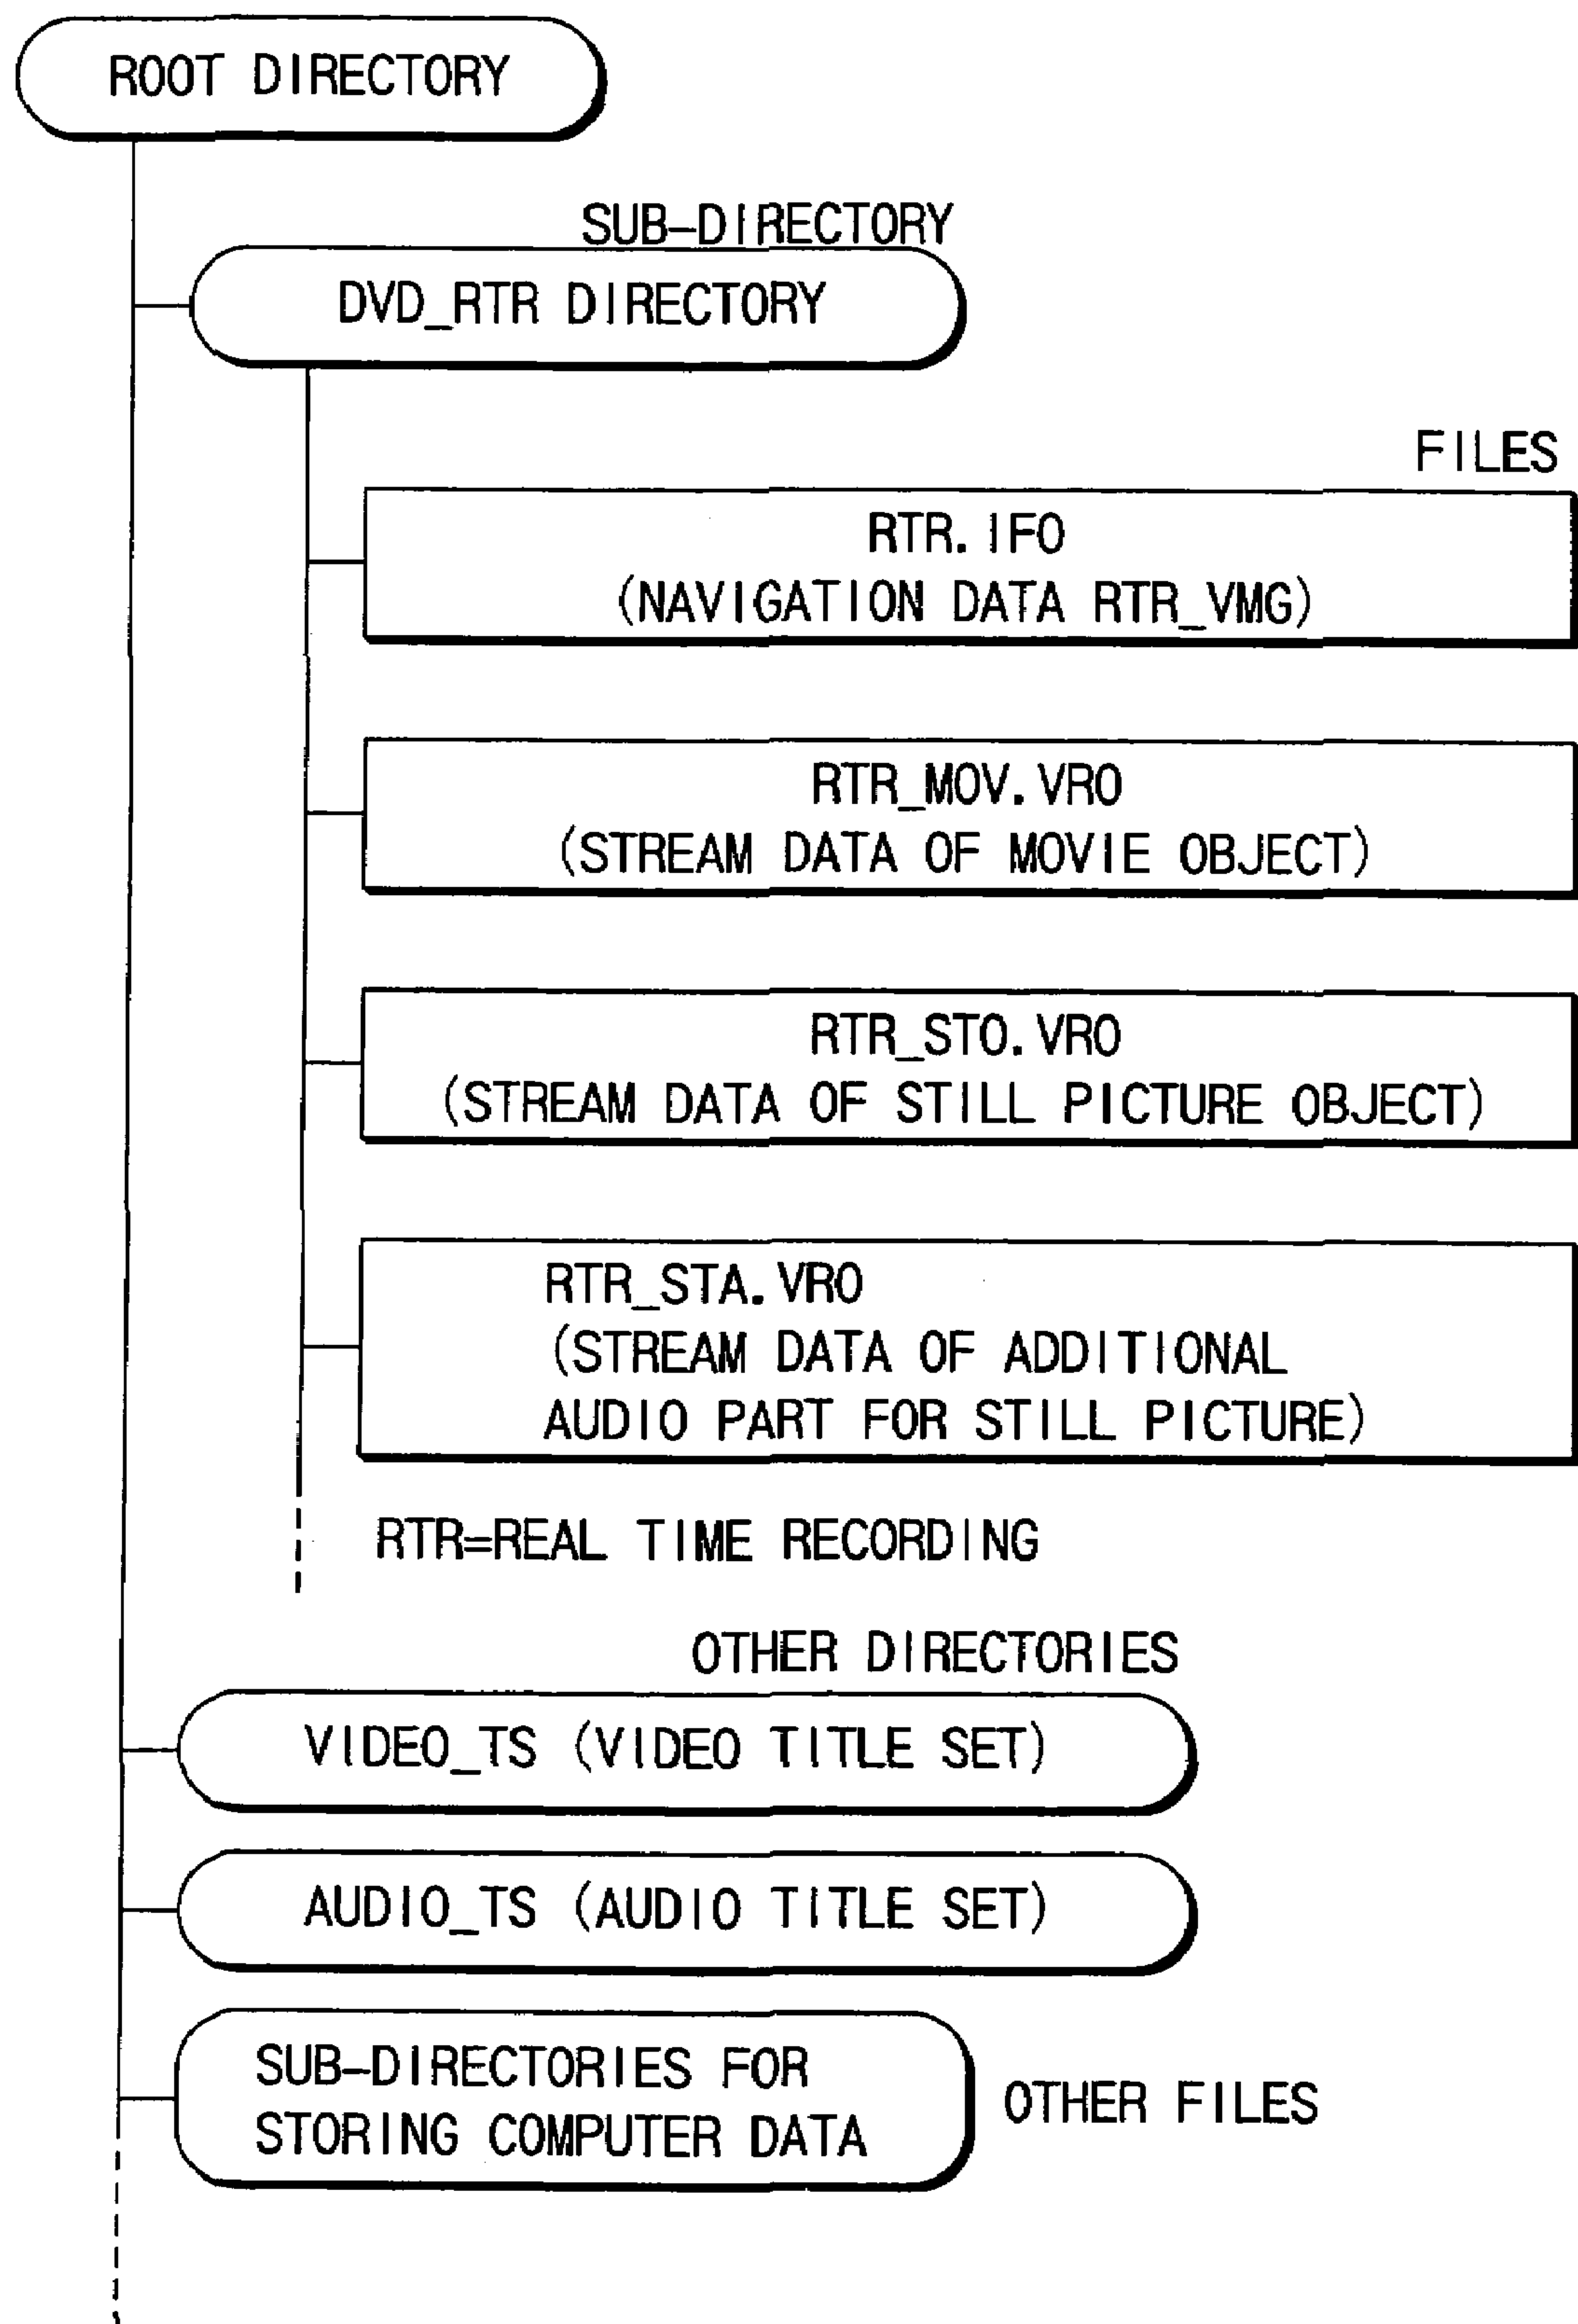 ROOT DIRECTORY
SUB-DIRECTORY
DVD_RTR DIRECTORY
FILES
RTR.IFO
(NAVIGATION DATA RTR_VMG)
RTR_MOV.VRO
(STREAM DATA OF MOVIE OBJECT)
RTR_STO.VRO
(STREAM DATA OF STILL PICTURE OBJECT)
RTR_STA.VRO
(STREAM DATA OF ADDITIONAL
AUDIO PART FOR STILL PICTURE)
RTR=REAL TIME RECORDING
OTHER DIRECTORIES
VIDEO_TS (VIDEO TITLE SET)
AUDIO_TS (AUDIO TITLE SET)
SUB-DIRECTORIES FOR
STORING COMPUTER DATA
OTHER FILES